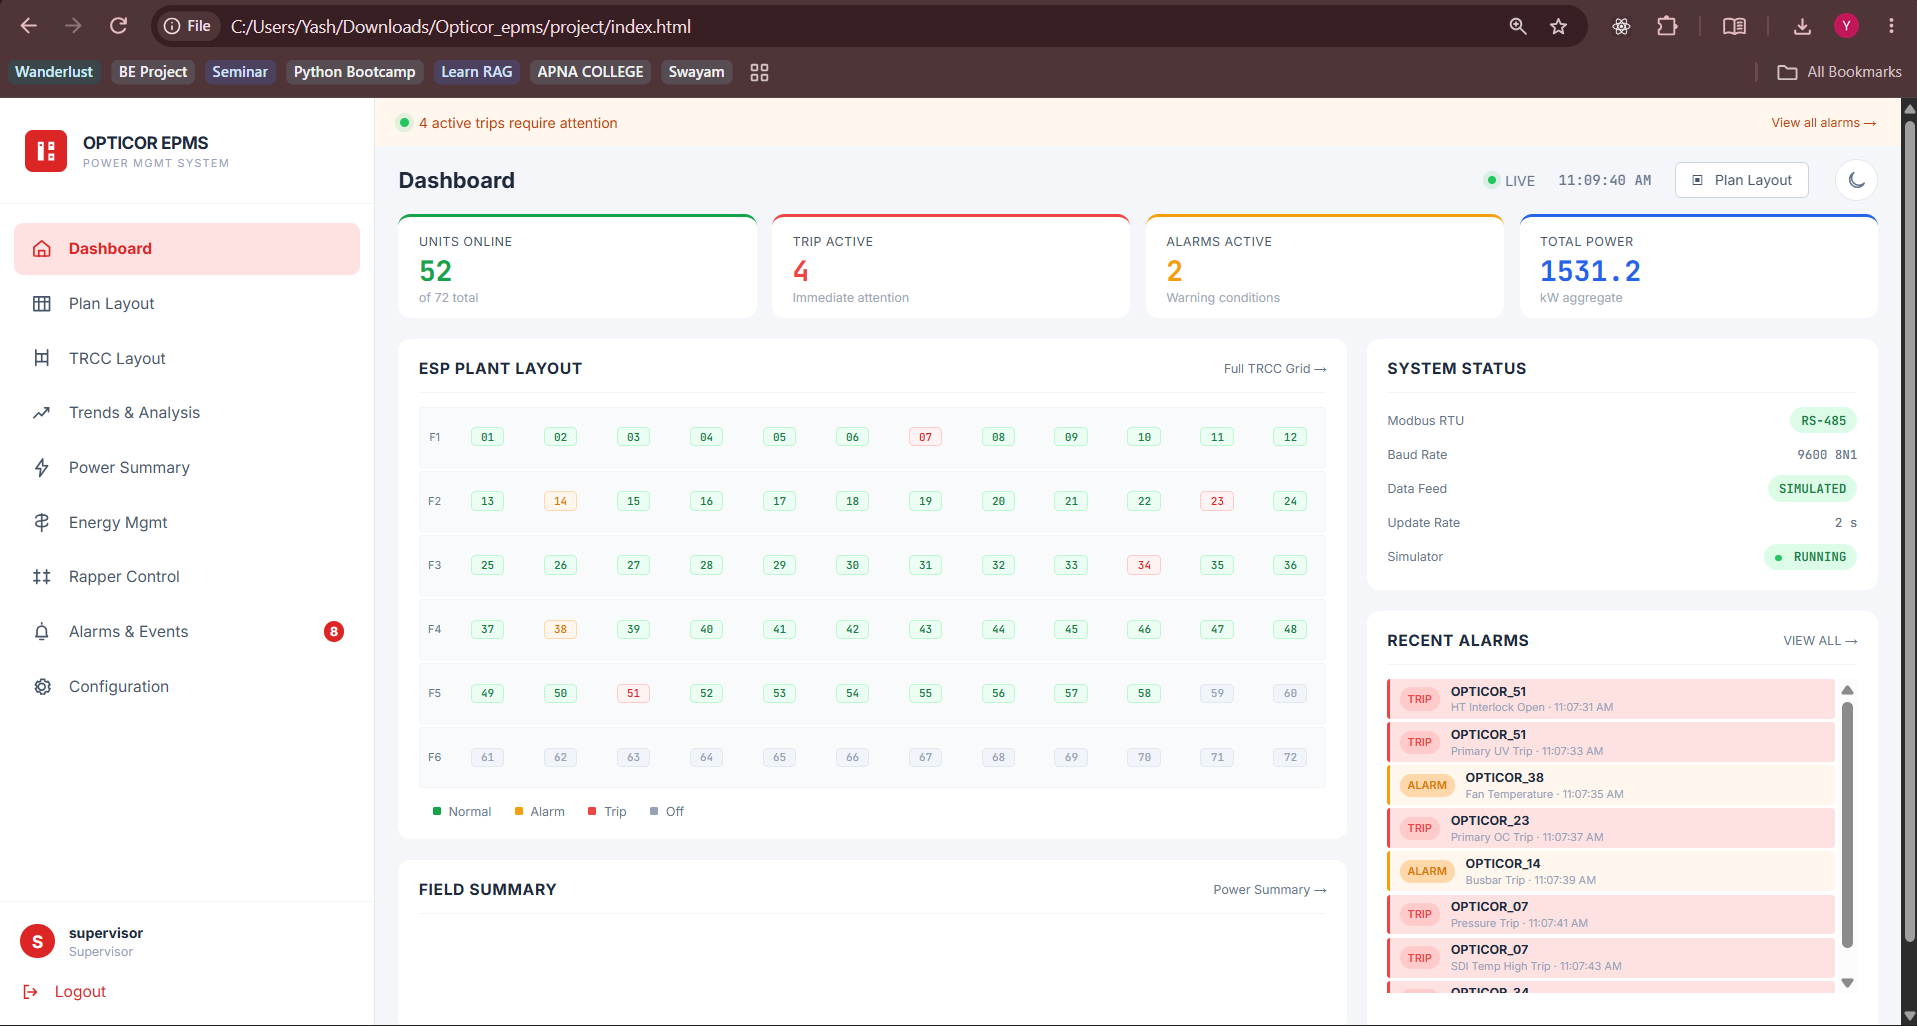 File C:/Users/Yash/Downloads/Opticor_epms/project/index.html Y
Wanderlust BE Project Seminar Python Bootcamp Learn RAG APNA COLLEGE Swayam All Bookmarks
OPTICOR EPMS
POWER MGMT SYSTEM
Dashboard
Plan Layout
TRCC Layout
Trends & Analysis
Power Summary
Energy Mgmt
Rapper Control
Alarms & Events 8
Configuration
S supervisor
Supervisor
Logout
4 active trips require attention View all alarms →
Dashboard LIVE 11:09:40 AM Plan Layout
UNITS ONLINE
52
of 72 total
TRIP ACTIVE
4
Immediate attention
ALARMS ACTIVE
2
Warning conditions
TOTAL POWER
1531.2
kW aggregate
ESP PLANT LAYOUT Full TRCC Grid →
F1 01 02 03 04 05 06 07 08 09 10 11 12
F2 13 14 15 16 17 18 19 20 21 22 23 24
F3 25 26 27 28 29 30 31 32 33 34 35 36
F4 37 38 39 40 41 42 43 44 45 46 47 48
F5 49 50 51 52 53 54 55 56 57 58 59 60
F6 61 62 63 64 65 66 67 68 69 70 71 72
Normal Alarm Trip Off
FIELD SUMMARY Power Summary →
SYSTEM STATUS
Modbus RTU RS-485
Baud Rate 9600 8N1
Data Feed SIMULATED
Update Rate 2 s
Simulator RUNNING
RECENT ALARMS VIEW ALL →
TRIP OPTICOR_51
HT Interlock Open · 11:07:31 AM
TRIP OPTICOR_51
Primary UV Trip · 11:07:33 AM
ALARM OPTICOR_38
Fan Temperature · 11:07:35 AM
TRIP OPTICOR_23
Primary OC Trip · 11:07:37 AM
ALARM OPTICOR_14
Busbar Trip · 11:07:39 AM
TRIP OPTICOR_07
Pressure Trip · 11:07:41 AM
TRIP OPTICOR_07
SDI Temp High Trip · 11:07:43 AM
OPTICOR_34